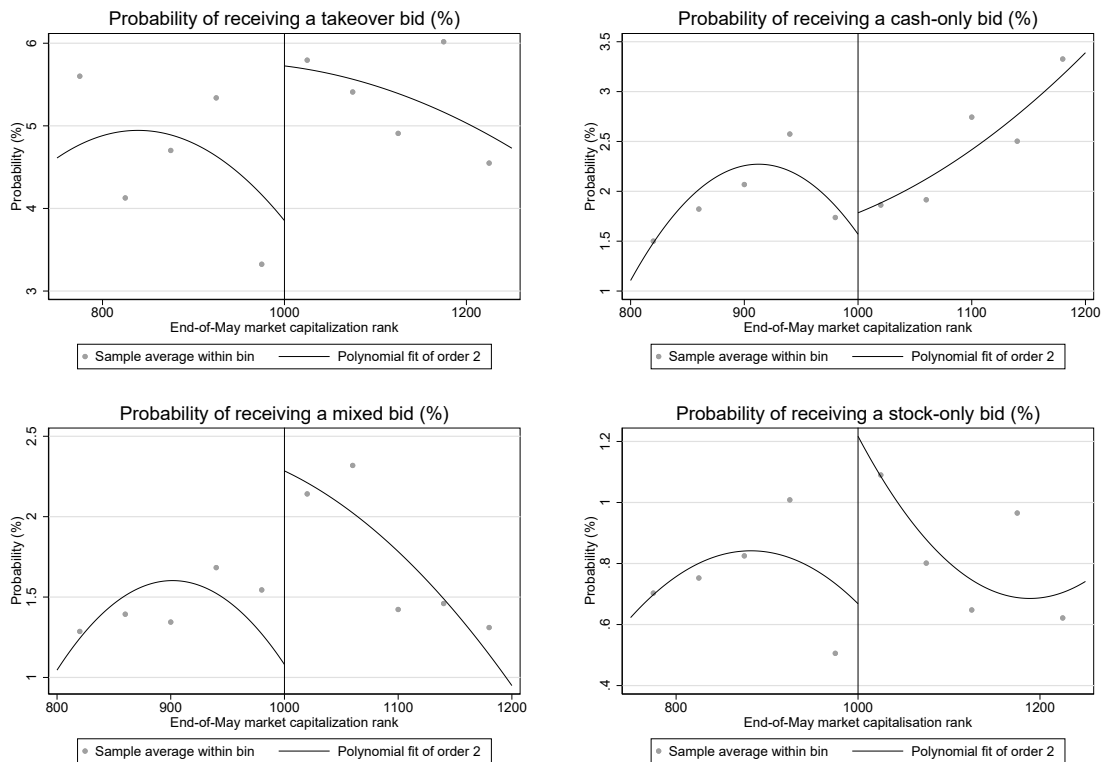 Probability of receiving a takeover bid (%)
Probability (%)
6
5
4
3
800
1000
1200
End-of-May market capitalization rank
Sample average within bin
Polynomial fit of order 2
Probability of receiving a cash-only bid (%)
Probability (%)
3.5
3
2.5
2
1.5
1
800
900
1000
1100
1200
End-of-May market capitalization rank
Sample average within bin
Polynomial fit of order 2
Probability of receiving a mixed bid (%)
Probability (%)
2.5
2
1.5
1
800
900
1000
1100
1200
End-of-May market capitalization rank
Sample average within bin
Polynomial fit of order 2
Probability of receiving a stock-only bid (%)
Probability (%)
1.2
1
.8
.6
.4
800
1000
1200
End-of-May market capitalisation rank
Sample average within bin
Polynomial fit of order 2